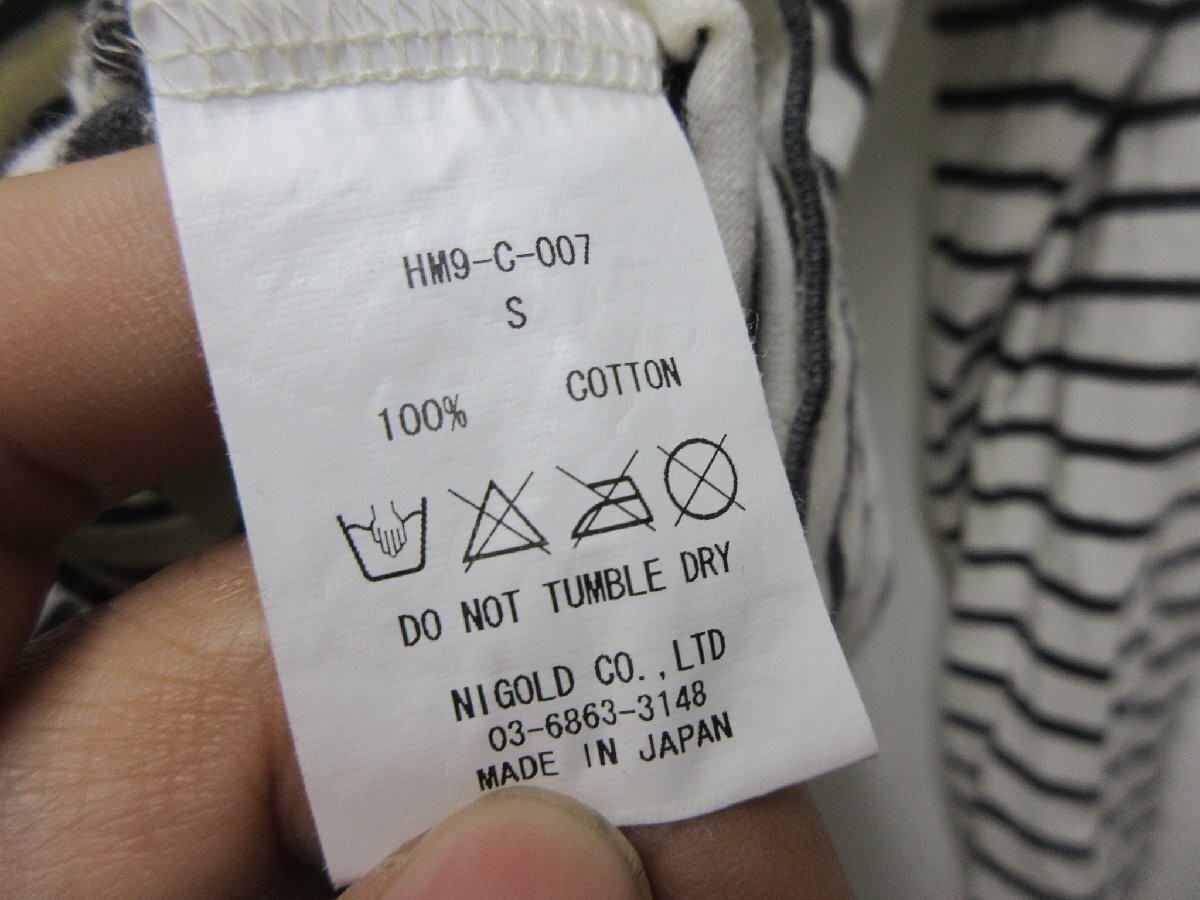 HM9-C-007
S
100% COTTON
DO NOT TUMBLE DRY
NIGOLD CO.,LTD
03-6863-3148
MADE IN JAPAN